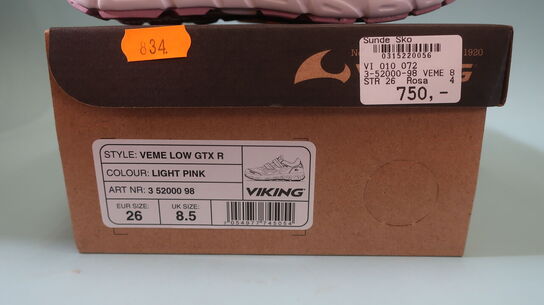 834.
Sunde Sko
0315220056
VI 010 072
3-52000-98 VEME 8
STR 26 Rosa 4
750,-
1920
STYLE: VEME LOW GTX R
COLOUR: LIGHT PINK
ART NR: 3 52000 98
VIKING
EUR SIZE: UK SIZE:
26 8.5